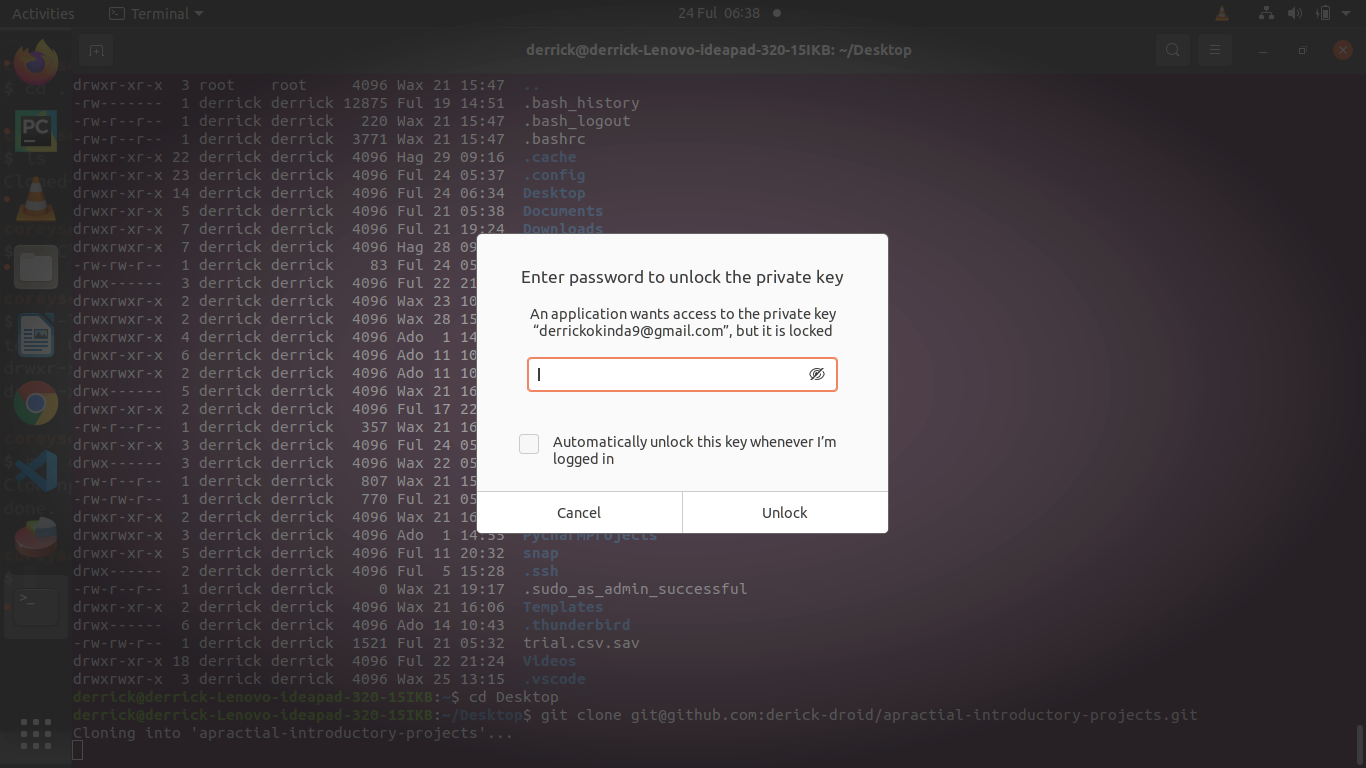 Activities Terminal 24 Ful 06:38
derrick@derrick-Lenovo-ideapad-320-15IKB: ~/Desktop
drwxr-xr-x 3 root root 4096 Wax 21 15:47 ..
-rw------- 1 derrick derrick 12875 Ful 19 14:51 .bash_history
-rw-r--r-- 1 derrick derrick 220 Wax 21 15:47 .bash_logout
-rw-r--r-- 1 derrick derrick 3771 Wax 21 15:47 .bashrc
drwxr-xr-x 22 derrick derrick 4096 Hag 29 09:16 .cache
drwxr-xr-x 23 derrick derrick 4096 Ful 24 05:37 .config
drwxr-xr-x 14 derrick derrick 4096 Ful 24 06:34 Desktop
drwxr-xr-x 5 derrick derrick 4096 Ful 21 05:38 Documents
drwxr-xr-x 7 derrick derrick 4096 Ful 21 19:24 Downloads
drwxrwxr-x 7 derrick derrick 4096 Hag 28 09
-rw-rw-r-- 1 derrick derrick 83 Ful 24 05
drwx------ 3 derrick derrick 4096 Ful 22 21
drwxr-xr-x 2 derrick derrick 4096 Wax 23 10
drwxrwxr-x 2 derrick derrick 4096 Wax 28 15
drwxrwxr-x 4 derrick derrick 4096 Ado 1 14
drwxr-xr-x 6 derrick derrick 4096 Ado 11 10
drwxrwxr-x 2 derrick derrick 4096 Ado 11 10
drwx------ 5 derrick derrick 4096 Wax 21 16
drwxr-xr-x 2 derrick derrick 4096 Ful 17 22
-rw-r--r-- 1 derrick derrick 357 Wax 21 16
drwxr-xr-x 3 derrick derrick 4096 Ful 24 05
drwx------ 3 derrick derrick 4096 Wax 22 05
-rw-r--r-- 1 derrick derrick 807 Wax 21 15
-rw-rw-r-- 1 derrick derrick 770 Ful 21 05
drwxr-xr-x 2 derrick derrick 4096 Wax 21 16
drwxrwxr-x 3 derrick derrick 4096 Ado 1 14:55 PycharmProjects
drwxr-xr-x 5 derrick derrick 4096 Ful 11 20:32 snap
drwx------ 2 derrick derrick 4096 Ful 5 15:28 .ssh
-rw-r--r-- 1 derrick derrick 0 Wax 21 19:17 .sudo_as_admin_successful
drwxr-xr-x 2 derrick derrick 4096 Wax 21 16:06 Templates
drwx------ 6 derrick derrick 4096 Ado 14 10:43 .thunderbird
-rw-rw-r-- 1 derrick derrick 1521 Ful 21 05:32 trial.csv.sav
drwxr-xr-x 18 derrick derrick 4096 Ful 22 21:24 Videos
drwxrwxr-x 3 derrick derrick 4096 Wax 25 13:15 .vscode
derrick@derrick-Lenovo-ideapad-320-15IKB:~$ cd Desktop
derrick@derrick-Lenovo-ideapad-320-15IKB:~/Desktop$ git clone git@github.com:derick-droid/apractial-introductory-projects.git
Cloning into 'apractial-introductory-projects'...
Enter password to unlock the private key
An application wants access to the private key
“derrickokinda9@gmail.com”, but it is locked
Automatically unlock this key whenever I’m
logged in
Cancel Unlock
PC